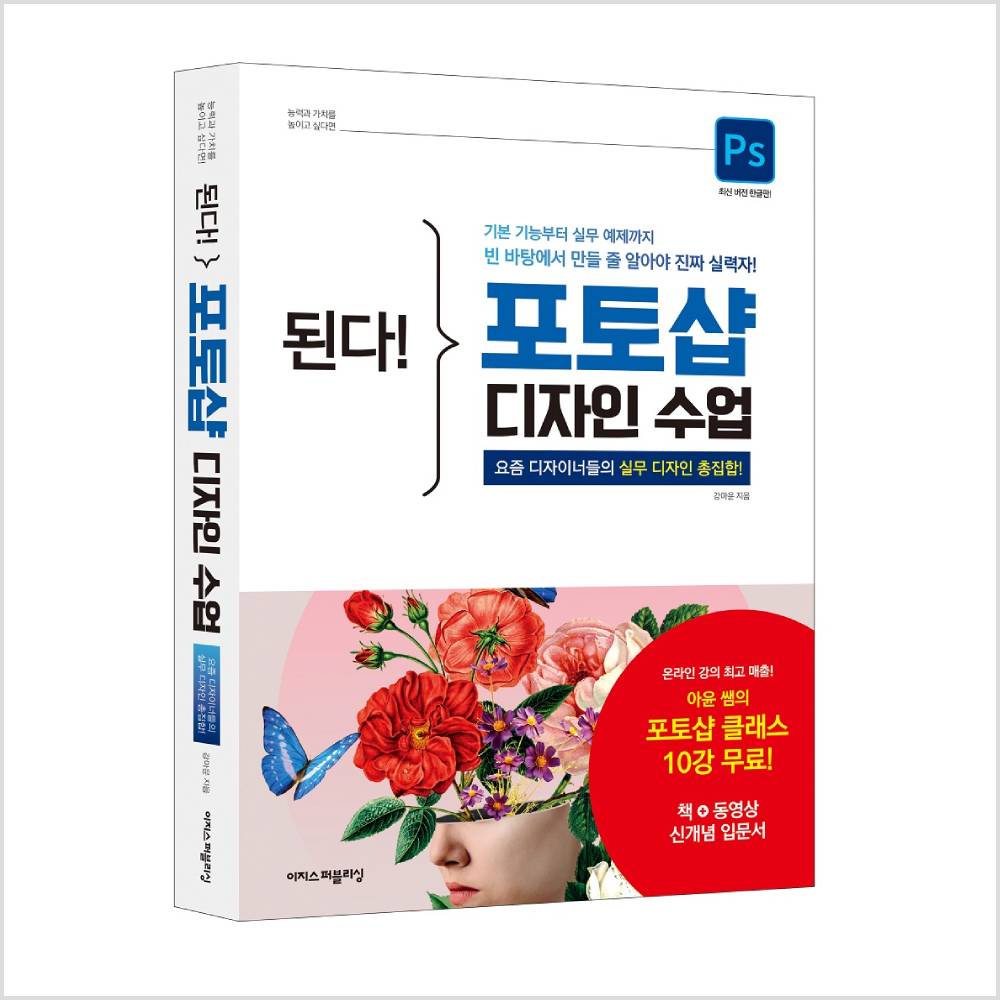 능력과 가치를
높이고 싶다면!
된다!
포토샵
디자인 수업
요즘 디자이너들의
실무 디자인 총집합!
강아윤 지음
이지스 퍼블리싱
능력과 가치를
높이고 싶다면
Ps
최신 버전 한글판!
기본 기능부터 실무 예제까지
빈 바탕에서 만들 줄 알아야 진짜 실력자!
된다!
포토샵
디자인 수업
요즘 디자이너들의 실무 디자인 총집합!
강아윤 지음
온라인 강의 최고 매출!
아윤 쌤의
포토샵 클래스
10강 무료!
책 + 동영상
신개념 입문서
이지스 퍼블리싱